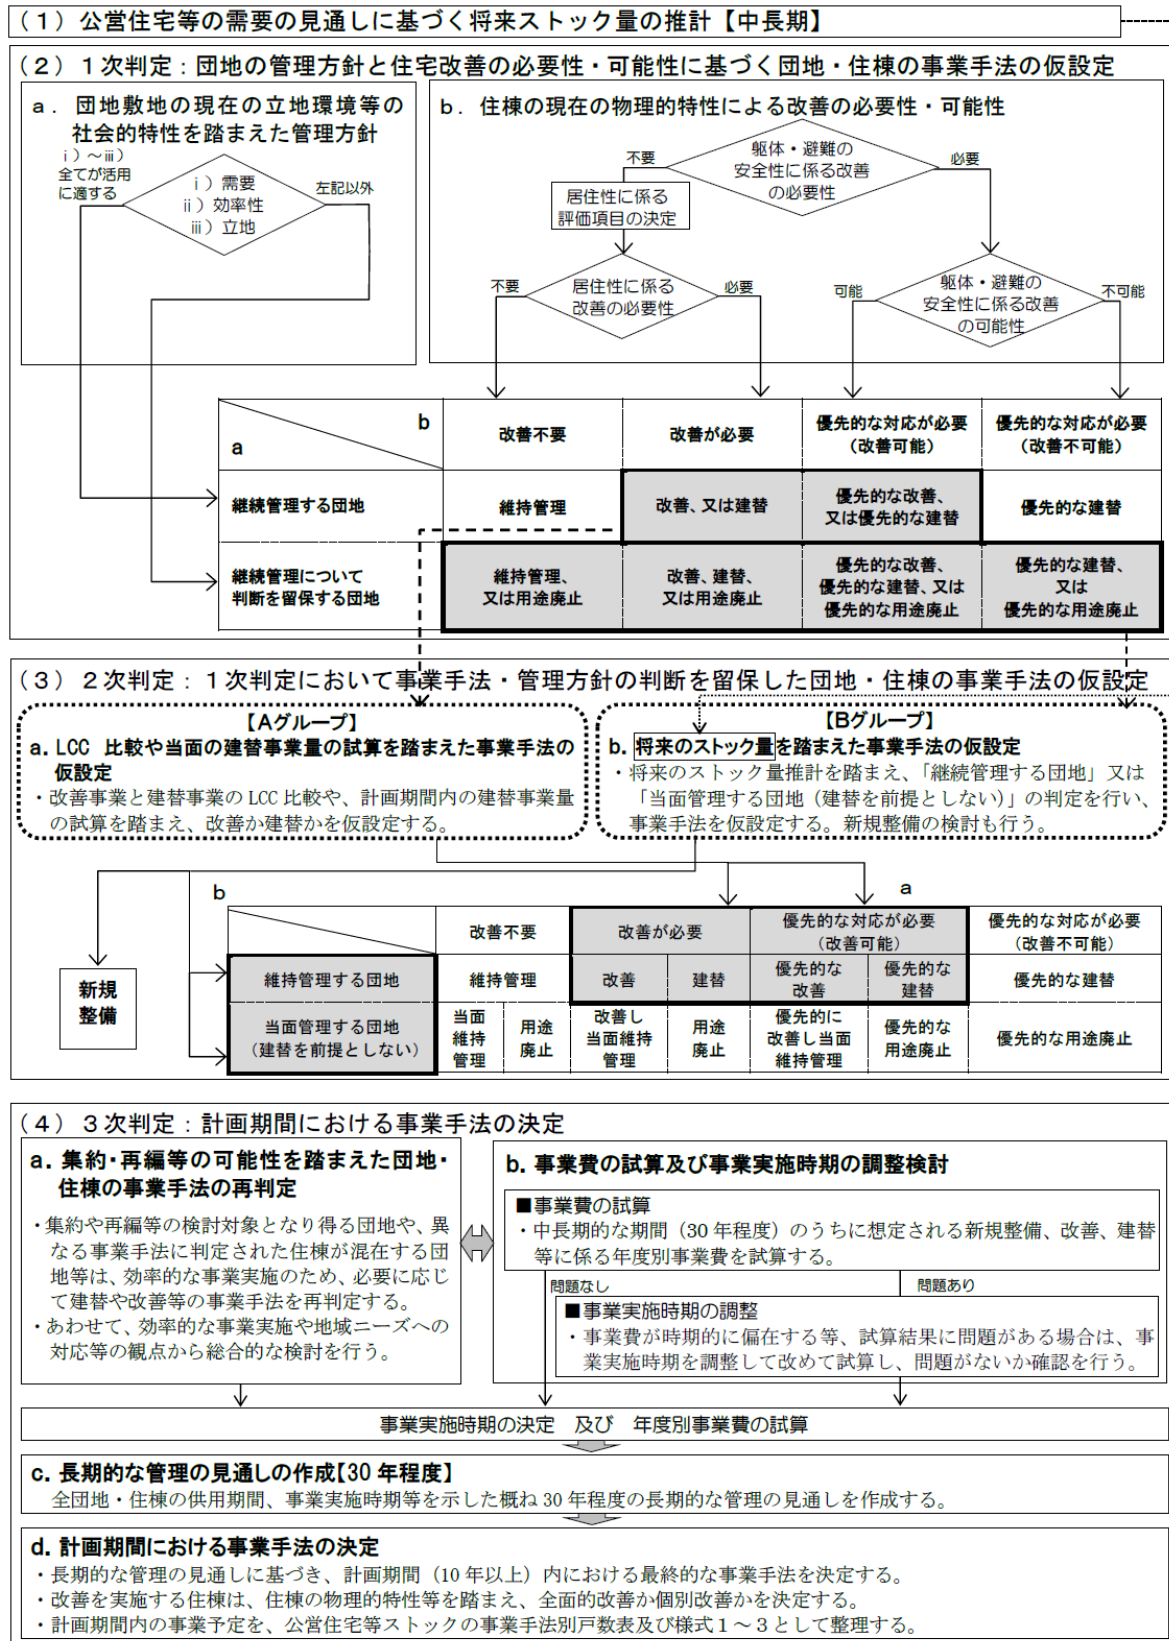 （１）公営住宅等の需要の見通しに基づく将来ストック量の推計【中長期】
（２）１次判定：団地の管理方針と住宅改善の必要性・可能性に基づく団地・住棟の事業手法の仮設定
a．団地敷地の現在の立地環境等の
社会的特性を踏まえた管理方針
ⅰ）～ⅲ）
全てが活用
に適する
ⅰ）需要
ⅱ）効率性
ⅲ）立地
左記以外
b．住棟の現在の物理的特性による改善の必要性・可能性
不要
躯体・避難の
安全性に係る改善
の必要性
必要
居住性に係る
評価項目の決定
不要
居住性に係る
改善の必要性
必要
可能
躯体・避難の
安全性に係る改善
の可能性
不可能
b
a
改善不要
改善が必要
優先的な対応が必要
（改善可能）
優先的な対応が必要
（改善不可能）
継続管理する団地
維持管理
改善、又は建替
優先的な改善、
又は優先的な建替
優先的な建替
継続管理について
判断を留保する団地
維持管理、
又は用途廃止
改善、建替、
又は用途廃止
優先的な改善、
優先的な建替、又は
優先的な用途廃止
優先的な建替、
又は
優先的な用途廃止
（３）２次判定：１次判定において事業手法・管理方針の判断を留保した団地・住棟の事業手法の仮設定
【Aグループ】
a. LCC 比較や当面の建替事業量の試算を踏まえた事業手法の
仮設定
・改善事業と建替事業の LCC 比較や、計画期間内の建替事業量
の試算を踏まえ、改善か建替かを仮設定する。
【Bグループ】
b. 将来のストック量を踏まえた事業手法の仮設定
・将来のストック量推計を踏まえ、「継続管理する団地」又は
「当面管理する団地（建替を前提としない）」の判定を行い、
事業手法を仮設定する。新規整備の検討も行う。
b
a
新規
整備
改善不要
改善が必要
優先的な対応が必要
（改善可能）
優先的な対応が必要
（改善不可能）
維持管理する団地
維持管理
改善
建替
優先的な
改善
優先的な
建替
優先的な建替
当面管理する団地
（建替を前提としない）
当面
維持
管理
用途
廃止
改善し
当面維持
管理
用途
廃止
優先的に
改善し当面
維持管理
優先的な
用途廃止
優先的な用途廃止
（４）３次判定：計画期間における事業手法の決定
a. 集約・再編等の可能性を踏まえた団地・
住棟の事業手法の再判定
・集約や再編等の検討対象となり得る団地や、異
なる事業手法に判定された住棟が混在する団
地等は、効率的な事業実施のため、必要に応じ
て建替や改善等の事業手法を再判定する。
・あわせて、効率的な事業実施や地域ニーズへの
対応等の観点から総合的な検討を行う。
b. 事業費の試算及び事業実施時期の調整検討
■事業費の試算
・中長期的な期間（30 年程度）のうちに想定される新規整備、改善、建替
等に係る年度別事業費を試算する。
問題なし
問題あり
■事業実施時期の調整
・事業費が時期的に偏在する等、試算結果に問題がある場合は、事
業実施時期を調整して改めて試算し、問題がないか確認を行う。
事業実施時期の決定　及び　年度別事業費の試算
c. 長期的な管理の見通しの作成【30 年程度】
全団地・住棟の供用期間、事業実施時期等を示した概ね 30 年程度の長期的な管理の見通しを作成する。
d. 計画期間における事業手法の決定
・長期的な管理の見通しに基づき、計画期間（10 年以上）内における最終的な事業手法を決定する。
・改善を実施する住棟は、住棟の物理的特性等を踏まえ、全面的改善か個別改善かを決定する。
・計画期間内の事業予定を、公営住宅等ストックの事業手法別戸数表及び様式１～３として整理する。